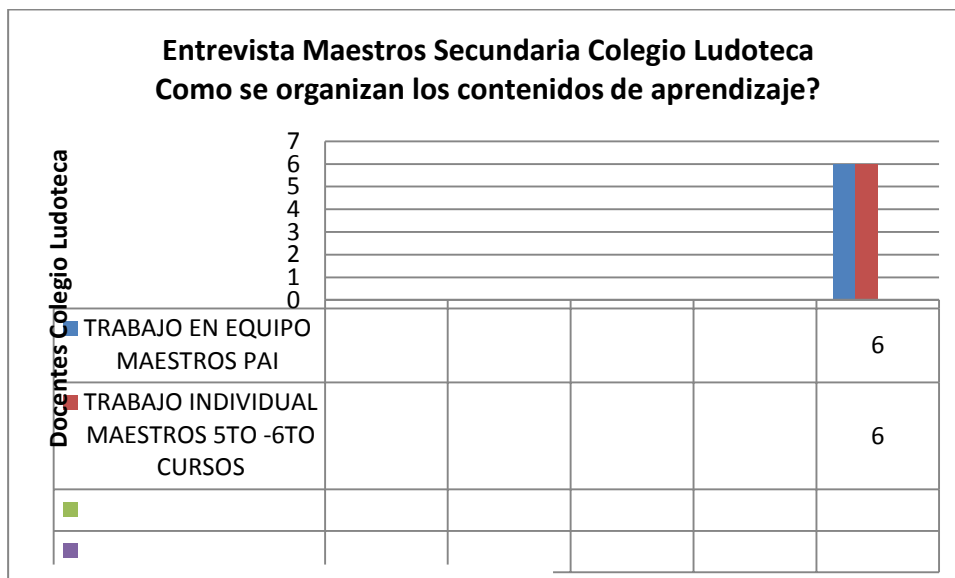 Entrevista Maestros Secundaria Colegio Ludoteca
Como se organizan los contenidos de aprendizaje?
Docentes Colegio Ludoteca
7
6
5
4
3
2
1
0
TRABAJO EN EQUIPO
MAESTROS PAI
6
TRABAJO INDIVIDUAL
MAESTROS 5TO -6TO
CURSOS
6